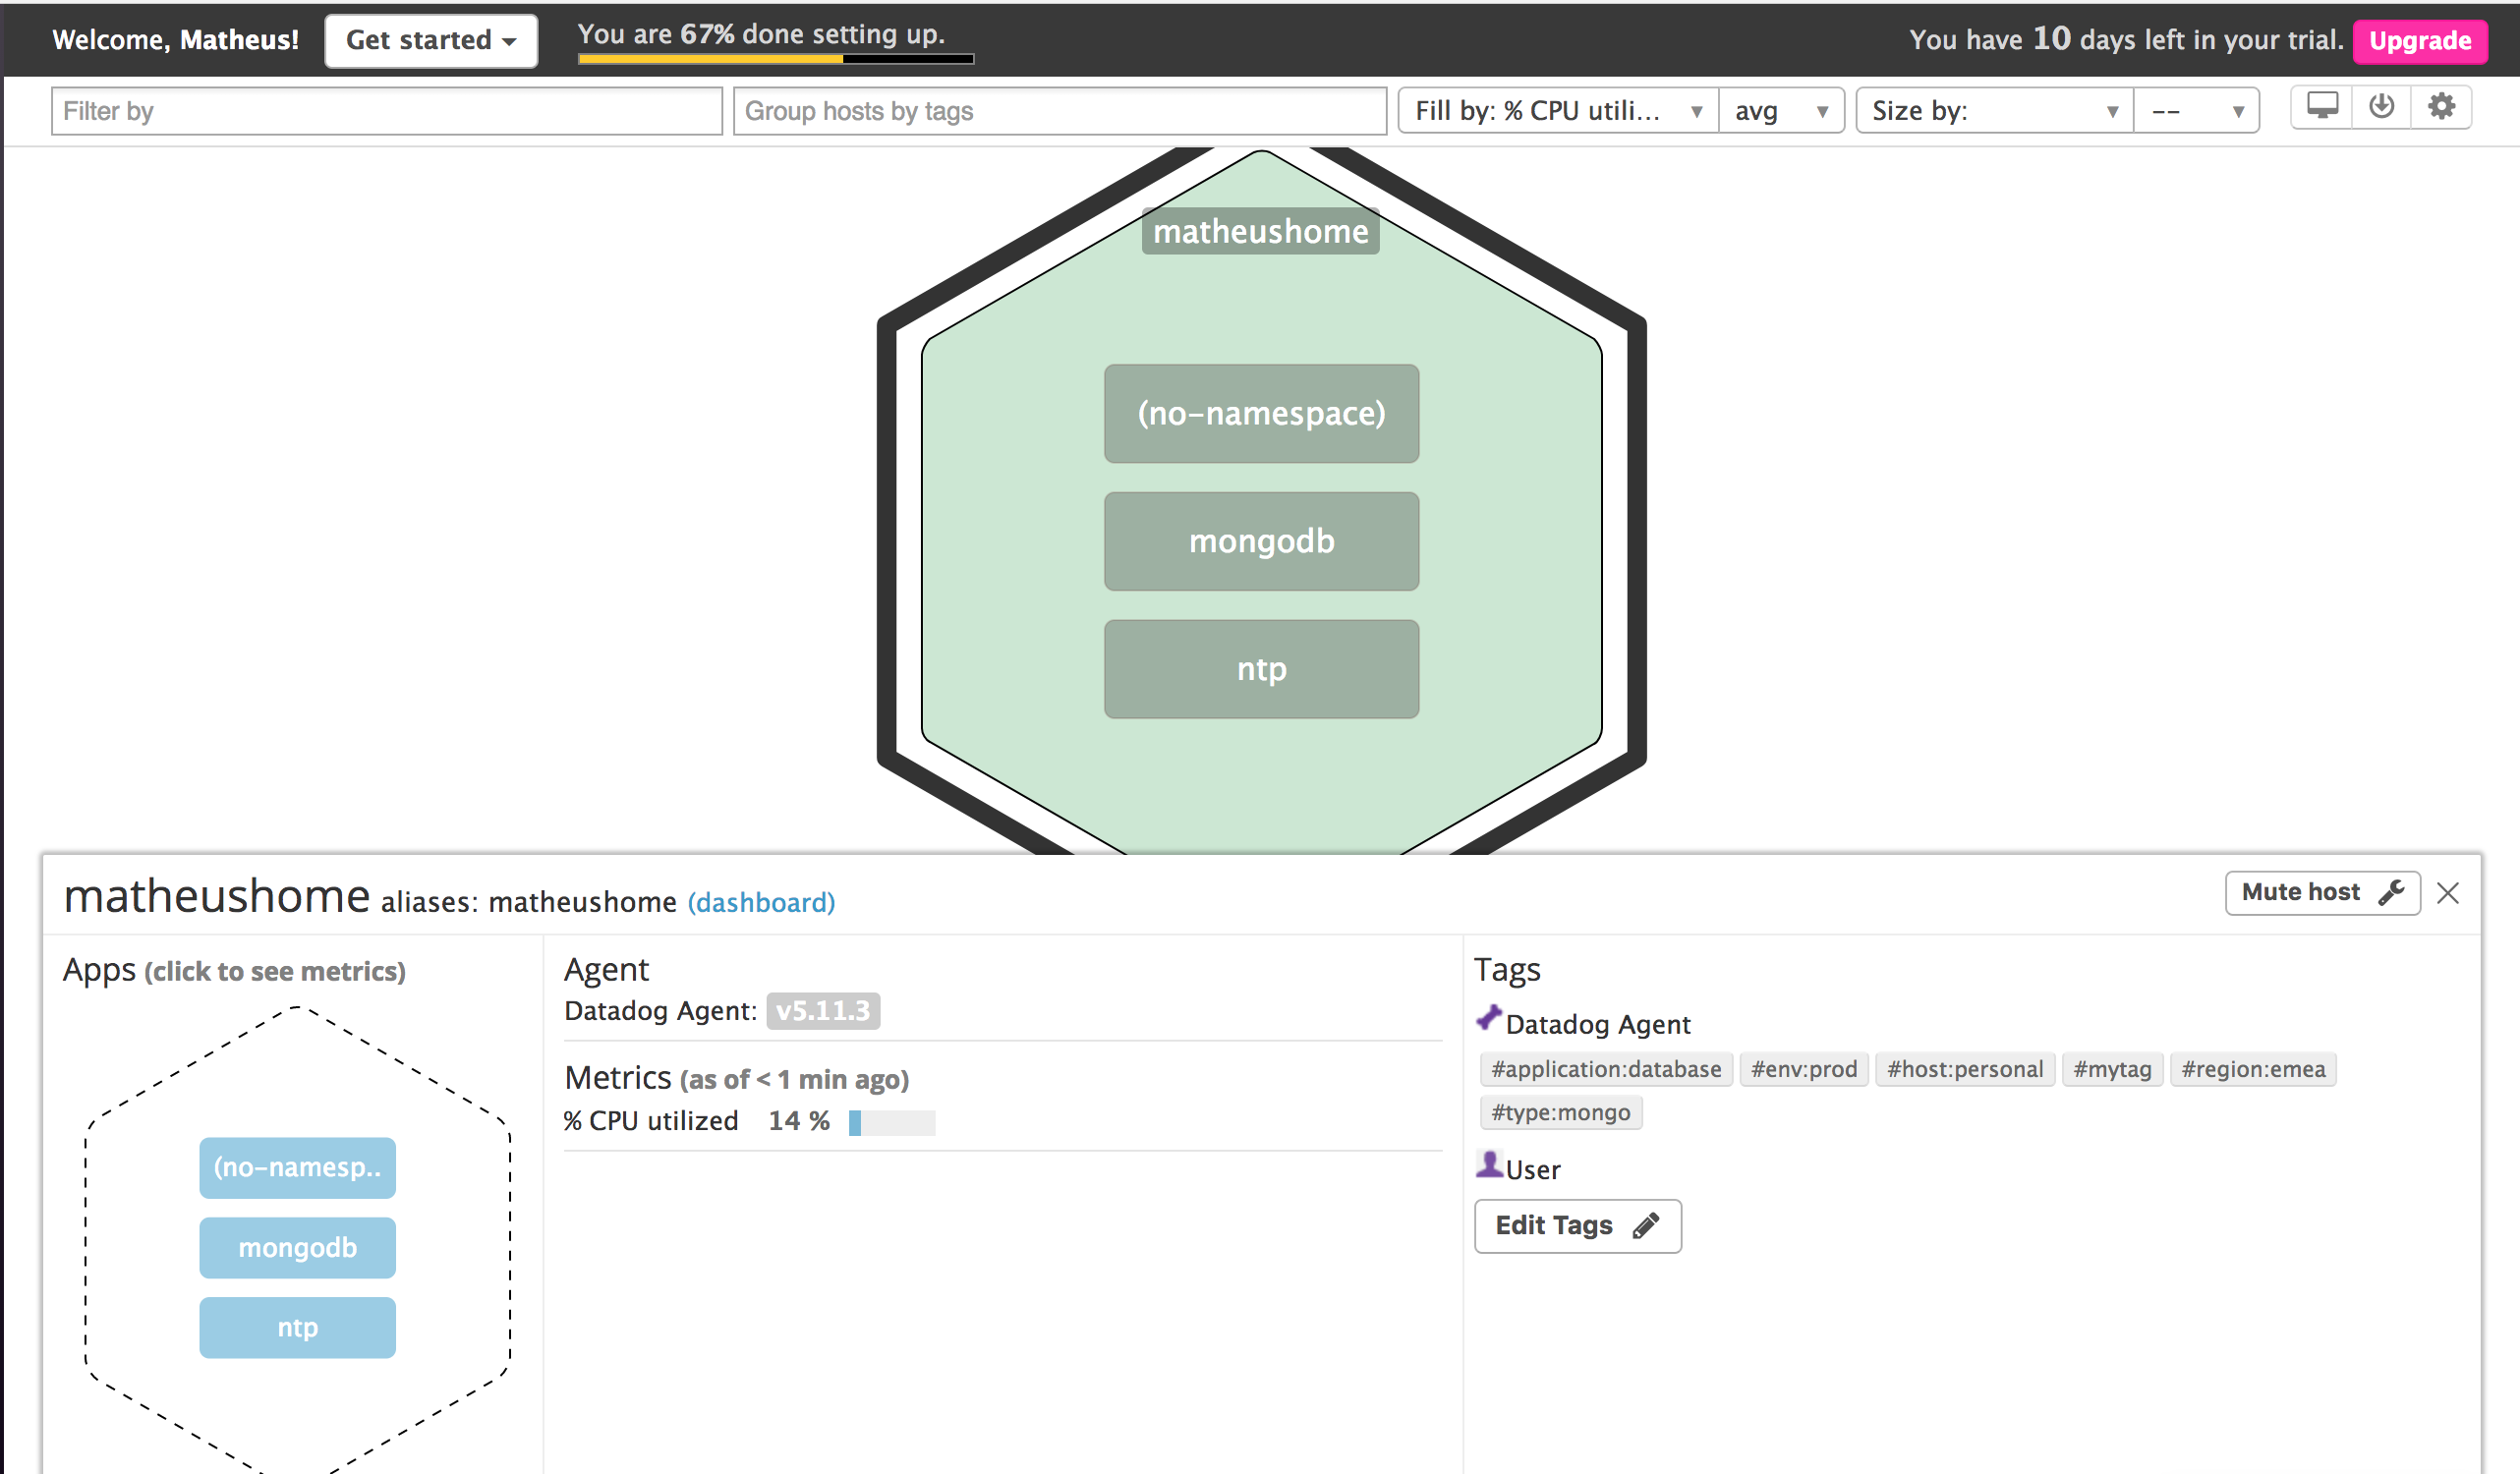 Welcome, Matheus!
Get started
You are 67% done setting up.
You have 10 days left in your trial.
Upgrade
Filter by
Group hosts by tags
Fill by: % CPU utili...
avg
Size by:
--
matheushome
(no-namespace)
mongodb
ntp
matheushome aliases: matheushome (dashboard)
Mute host
Apps (click to see metrics)
(no-namesp..
mongodb
ntp
Agent
Datadog Agent: v5.11.3
Metrics (as of < 1 min ago)
% CPU utilized 14 %
Tags
Datadog Agent
#application:database #env:prod #host:personal #mytag #region:emea
#type:mongo
User
Edit Tags